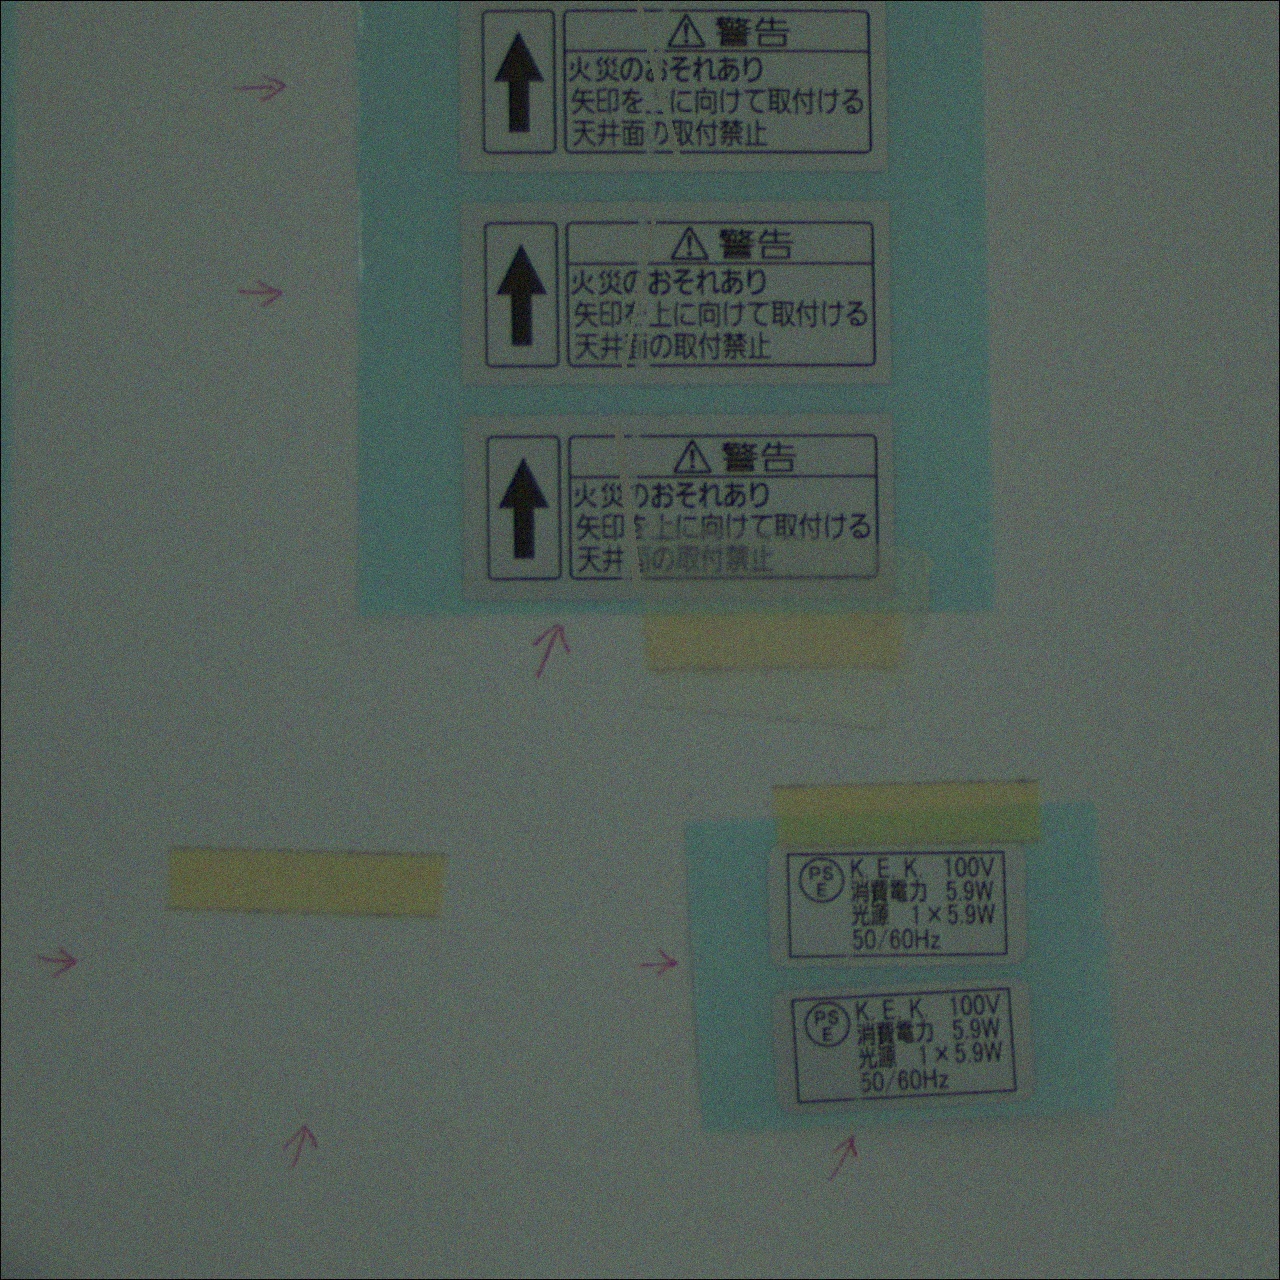 警告
火災のおそれあり
矢印を上に向けて取付ける
天井面の取付禁止
警告
火災のおそれあり
矢印を上に向けて取付ける
天井面の取付禁止
警告
火災のおそれあり
矢印を上に向けて取付ける
天井面の取付禁止
PS
E
K. E. K. 100V
消費電力 5.9W
光源 1×5.9W
50/60Hz
PS
E
K. E. K. 100V
消費電力 5.9W
光源 1×5.9W
50/60Hz